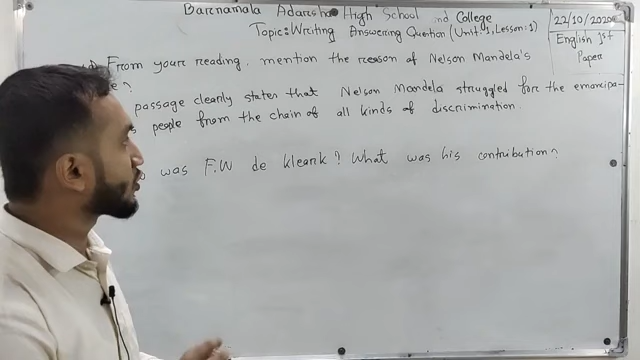 Barnamala Adarsha High School and College
Topic: Writing Answering Question (Unit: 1, Lesson: 1)
22/10/2020
English 1st
Paper
From your reading, mention the reason of Nelson Mandela's
passage clearly states that Nelson Mandela struggled for the emancipa-
people from the chain of all kinds of discrimination.
was F.W de klerk? What was his contribution?